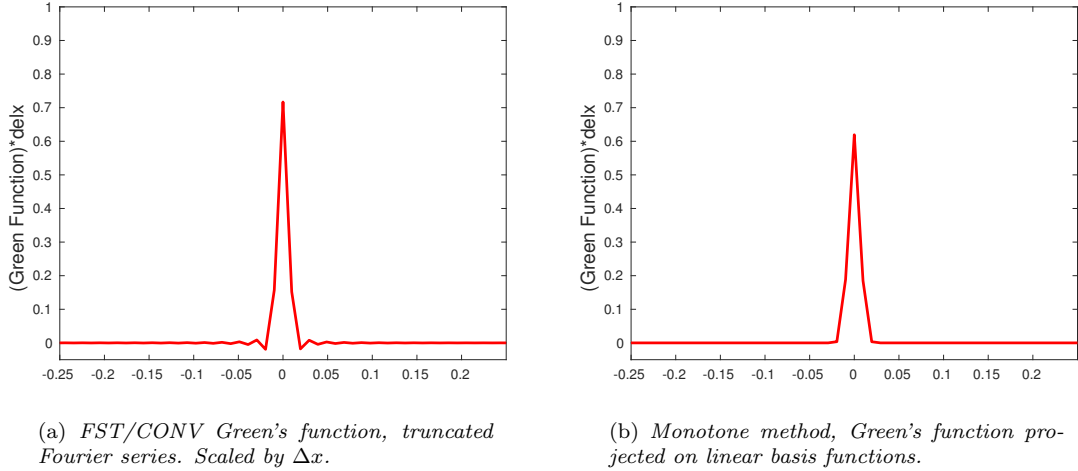 1
0.9
0.8
0.7
0.6
0.5
0.4
0.3
0.2
0.1
0
(Green Function)*delx
-0.25 -0.2 -0.15 -0.1 -0.05 0 0.05 0.1 0.15 0.2
(a) FST/CONV Green's function, truncated
Fourier series. Scaled by Δx.
1
0.9
0.8
0.7
0.6
0.5
0.4
0.3
0.2
0.1
0
(Green Function)*delx
-0.25 -0.2 -0.15 -0.1 -0.05 0 0.05 0.1 0.15 0.2
(b) Monotone method, Green's function pro-
jected on linear basis functions.